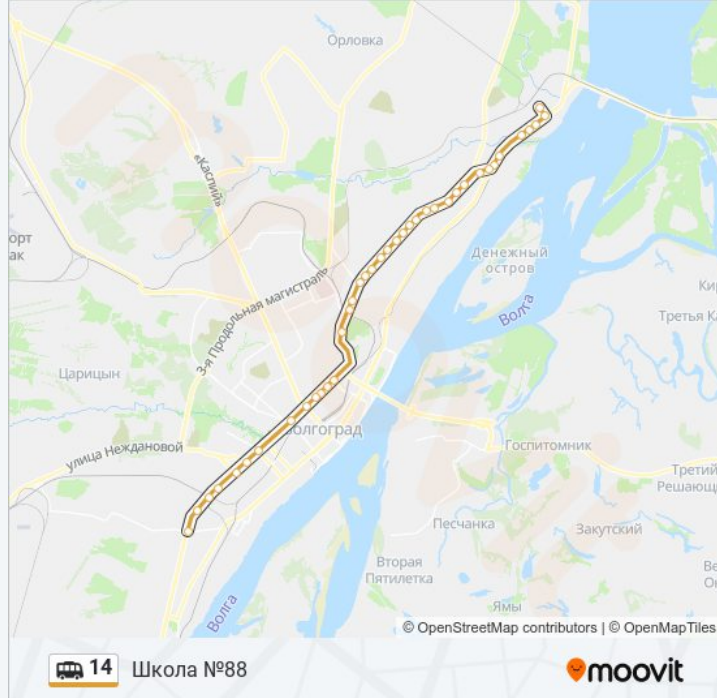 Орловка
«Каспий»
орт
ак
Денежный
остров
Волга
Ки
Третья К
3-я Продольная магистраль
Царицын
олгоград
улица Неждановой
Госпитомник
Третий
Решающ
Песчанка
Закутский
Вторая
Пятилетка
Ве
О
Ямы
Волга
© OpenStreetMap contributors | © OpenMapTiles
14 Школа №88
moovit